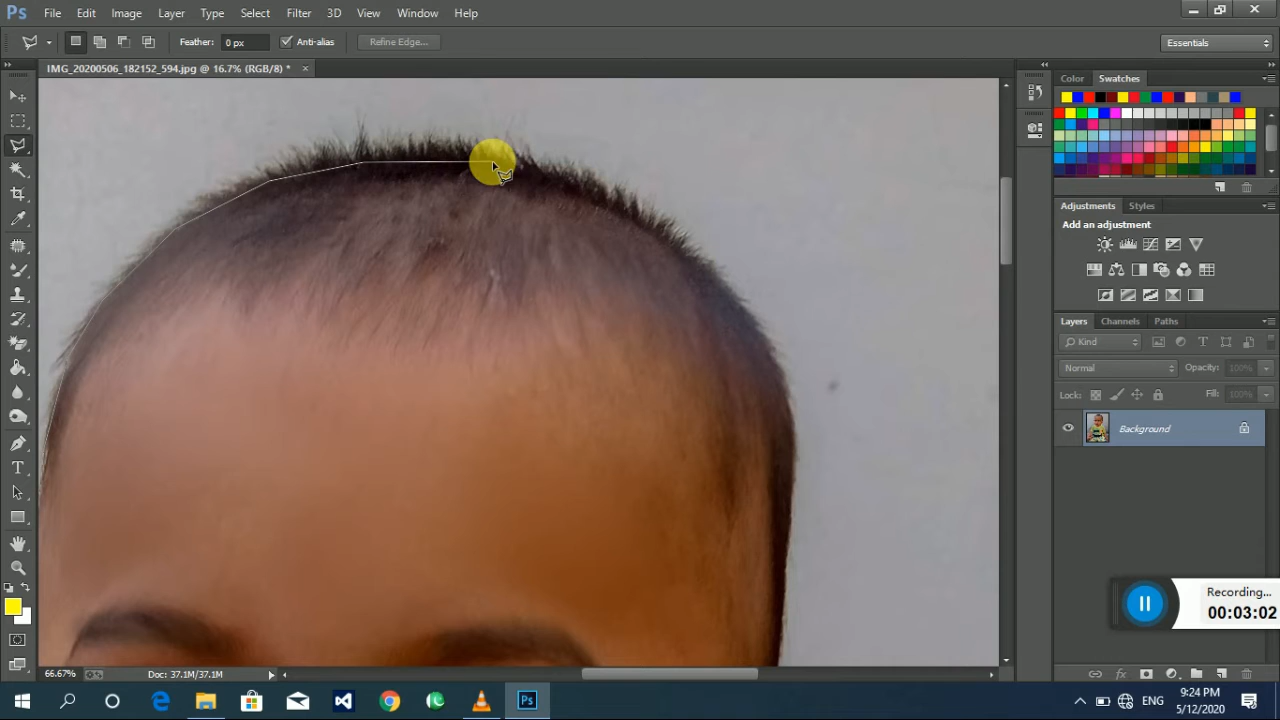 Ps File Edit Image Layer Type Select Filter 3D View Window Help
Feather: 0 px Anti-alias Refine Edge... Essentials
IMG_20200506_182152_594.jpg @ 16.7% (RGB/8) * ×
Color Swatches
Adjustments Styles
Add an adjustment
Layers Channels Paths
Kind
Normal Opacity: 100%
Lock: Fill: 100%
Background
Recording...
00:03:02
66.67% Doc: 37.1M/37.1M
Ps ENG 9:24 PM
5/12/2020